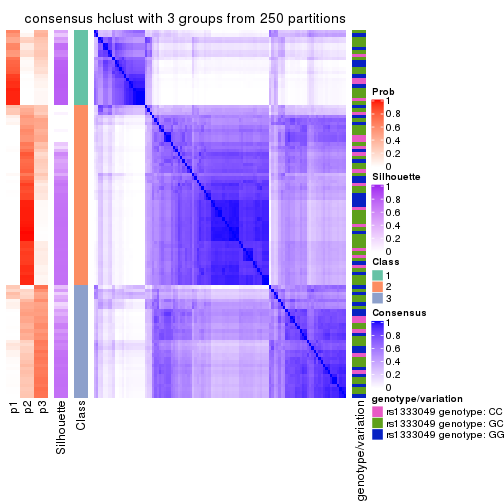 consensus hclust with 3 groups from 250 partitions
Prob
1
0.8
0.6
0.4
0.2
0
Silhouette
1
0.8
0.6
0.4
0.2
0
Class
1
2
3
Consensus
1
0.8
0.6
0.4
0.2
0
genotype/variation
rs1333049 genotype: CC
rs1333049 genotype: GC
rs1333049 genotype: GG
p1
p2
p3
Silhouette
Class
genotype/variation